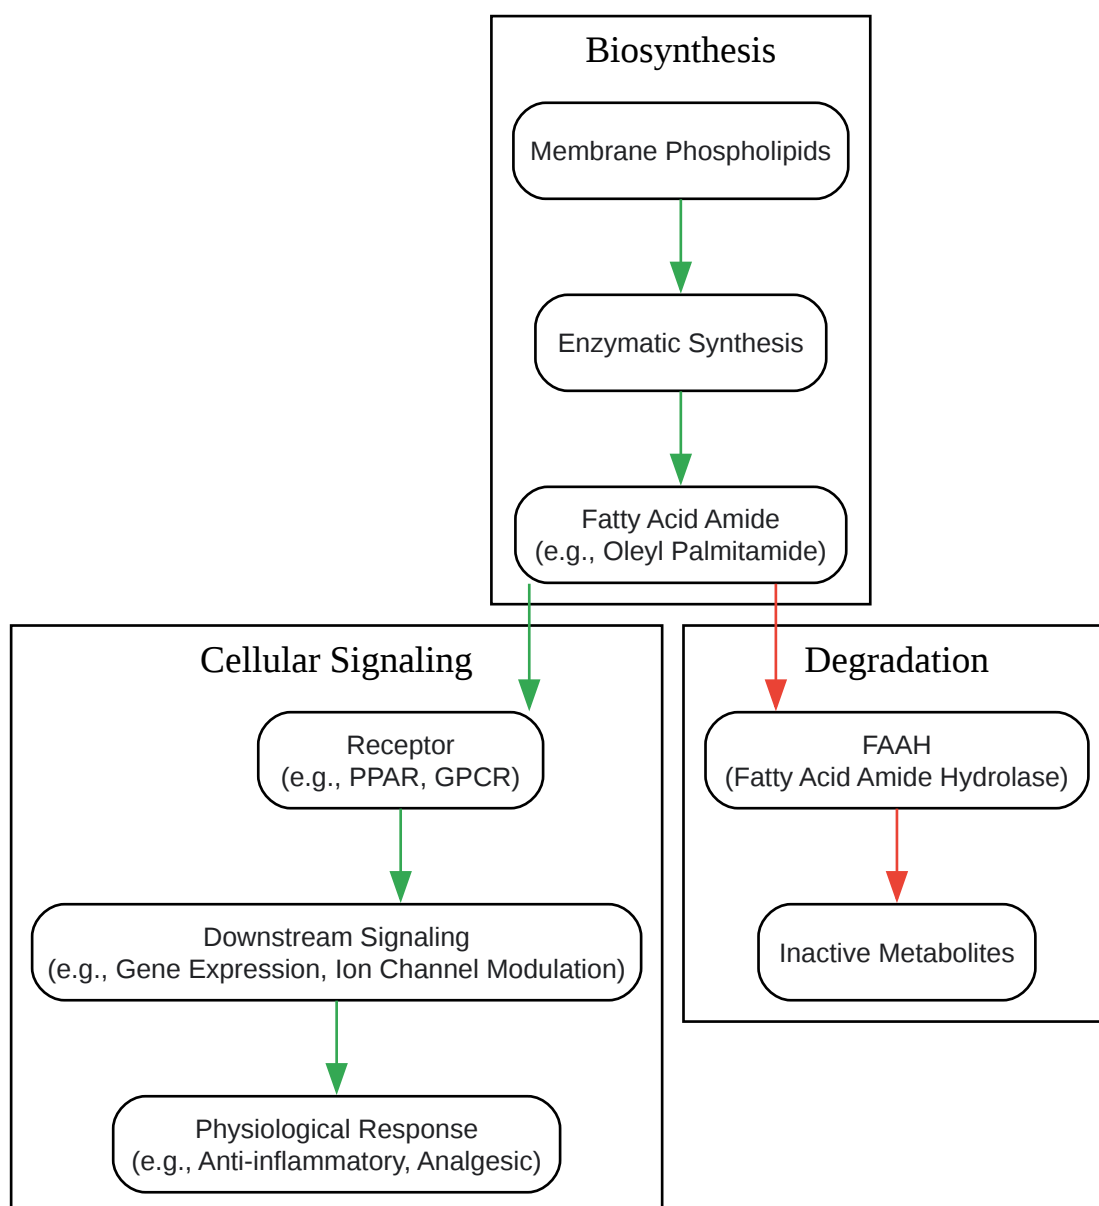 Biosynthesis
Membrane Phospholipids
Enzymatic Synthesis
Fatty Acid Amide
(e.g., Oleyl Palmitamide)
Cellular Signaling
Receptor
(e.g., PPAR, GPCR)
Downstream Signaling
(e.g., Gene Expression, Ion Channel Modulation)
Physiological Response
(e.g., Anti-inflammatory, Analgesic)
Degradation
FAAH
(Fatty Acid Amide Hydrolase)
Inactive Metabolites